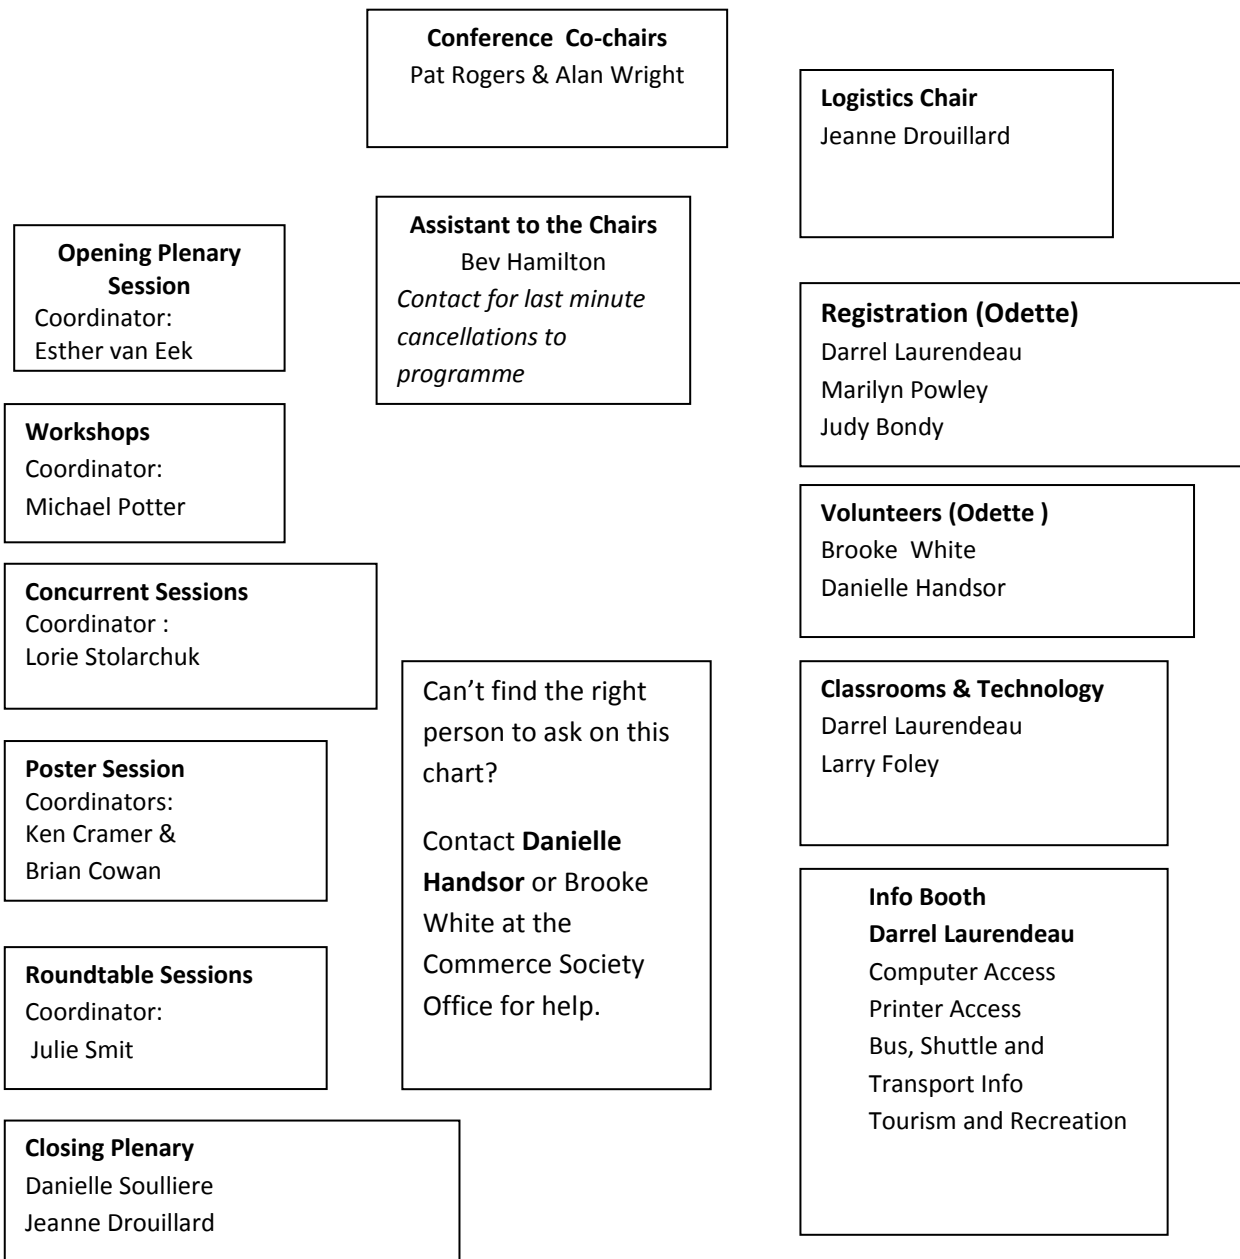 Conference Co-chairs
Pat Rogers & Alan Wright
Logistics Chair
Jeanne Drouillard
Assistant to the Chairs
Bev Hamilton
Contact for last minute
cancellations to
programme
Opening Plenary
Session
Coordinator:
Esther van Eek
Registration (Odette)
Darrel Laurendeau
Marilyn Powley
Judy Bondy
Workshops
Coordinator:
Michael Potter
Volunteers (Odette )
Brooke White
Danielle Handsor
Concurrent Sessions
Coordinator :
Lorie Stolarchuk
Can’t find the right
person to ask on this
chart?
Contact Danielle
Handsor or Brooke
White at the
Commerce Society
Office for help.
Classrooms & Technology
Darrel Laurendeau
Larry Foley
Poster Session
Coordinators:
Ken Cramer &
Brian Cowan
Info Booth
Darrel Laurendeau
Computer Access
Printer Access
Bus, Shuttle and
Transport Info
Tourism and Recreation
Roundtable Sessions
Coordinator:
Julie Smit
Closing Plenary
Danielle Soulliere
Jeanne Drouillard